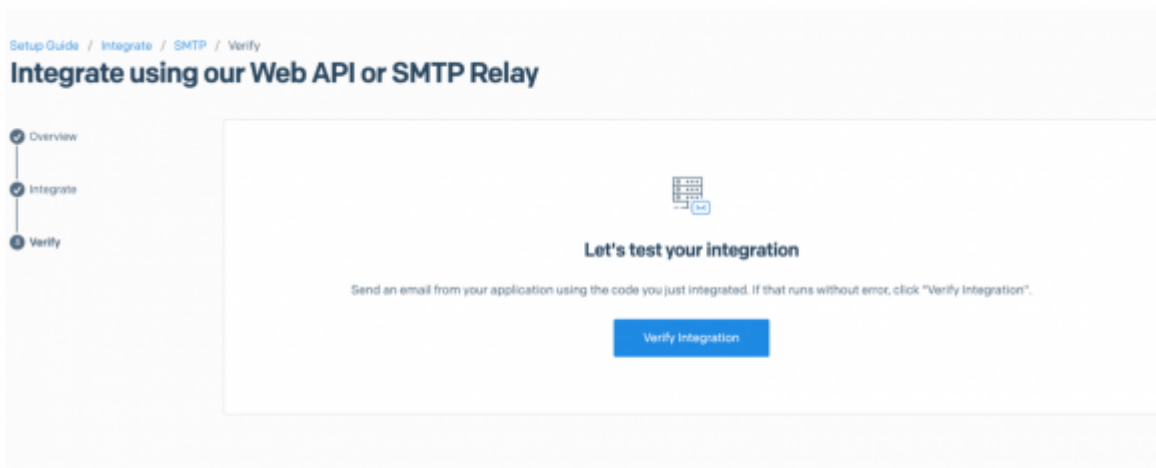 Setup Guide / Integrate / SMTP / Verify
Integrate using our Web API or SMTP Relay
Overview
Integrate
3 Verify
Let's test your integration
Send an email from your application using the code you just integrated. If that runs without error, click "Verify Integration".
Verify Integration